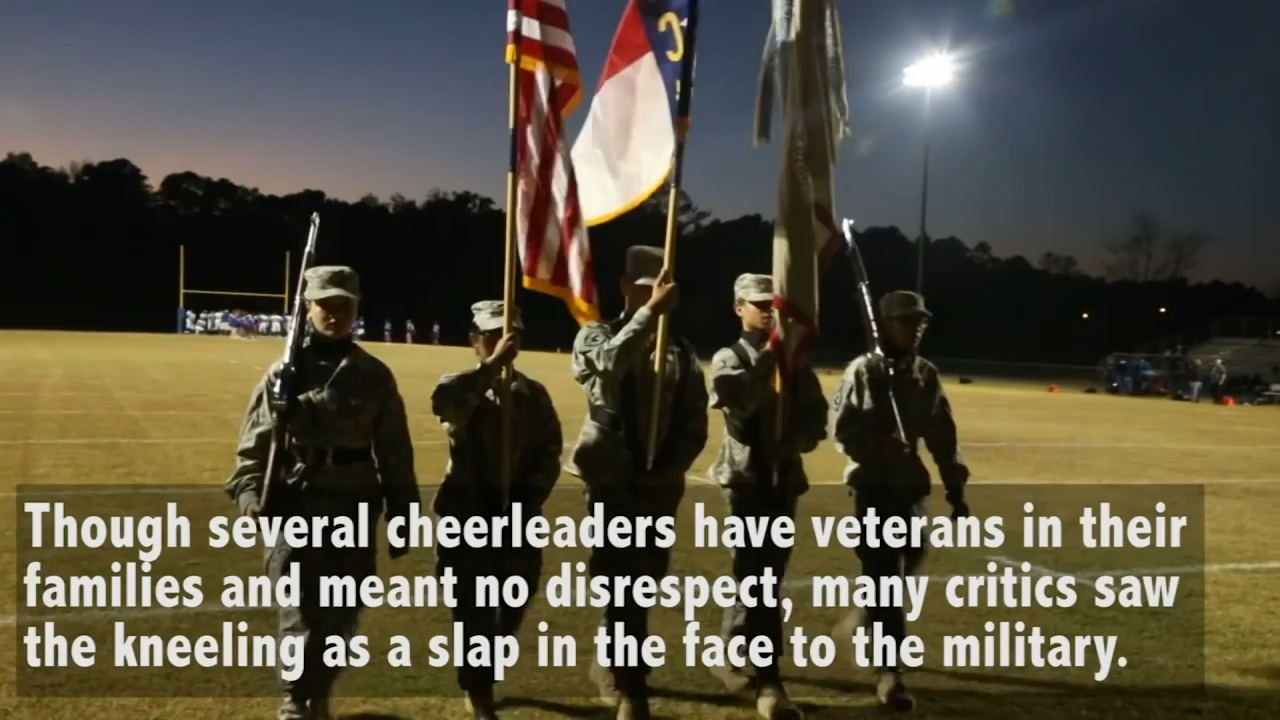 Though several cheerleaders have veterans in their
families and meant no disrespect, many critics saw
the kneeling as a slap in the face to the military.